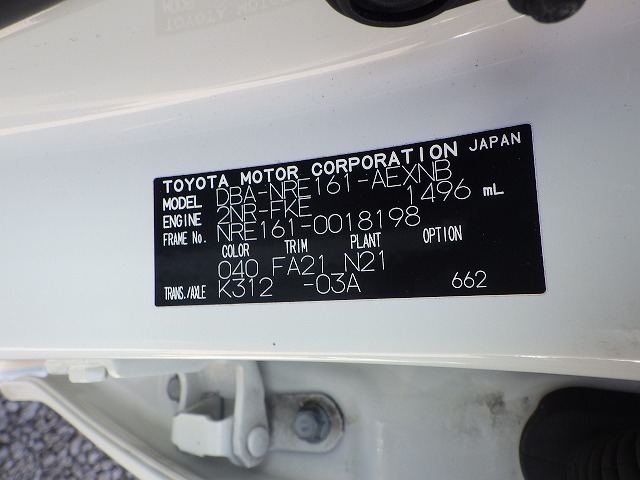 TOYOTA MOTOR CORPORATION JAPAN
MODEL DBA-NRE161-AEXNB
ENGINE 2NR-FKE 1496 mL
FRAME No. NRE161-0018198
COLOR TRIM PLANT OPTION
040 FA21 N21
TRANS./AXLE K312 -03A 662